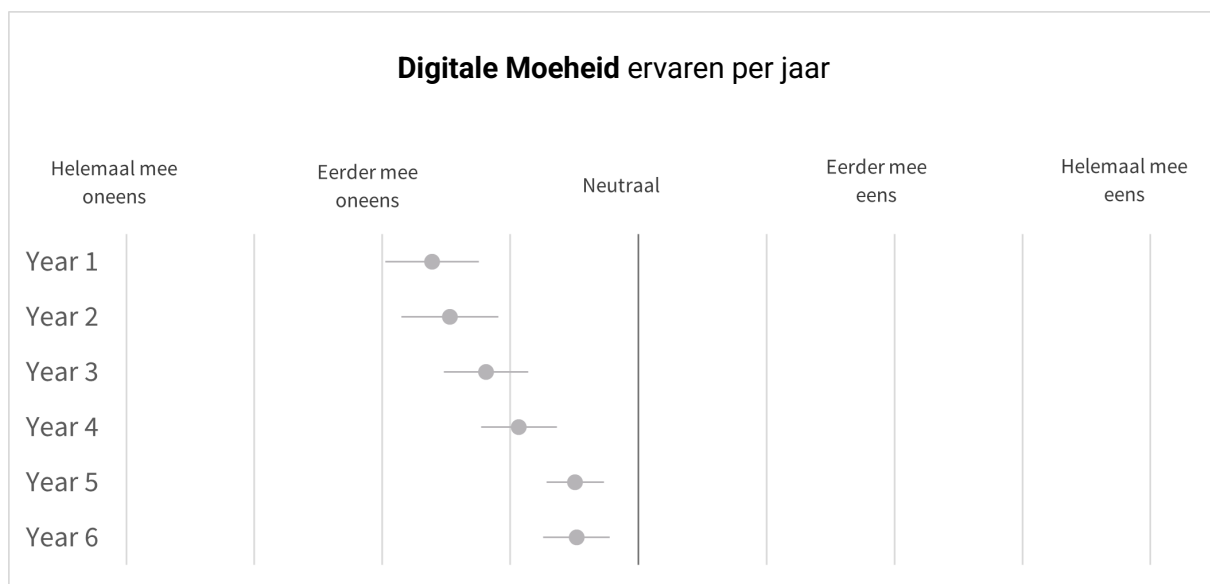 Digitale Moeheid ervaren per jaar
Helemaal mee
oneens
Eerder mee
oneens
Neutraal
Eerder mee
eens
Helemaal mee
eens
Year 1
Year 2
Year 3
Year 4
Year 5
Year 6